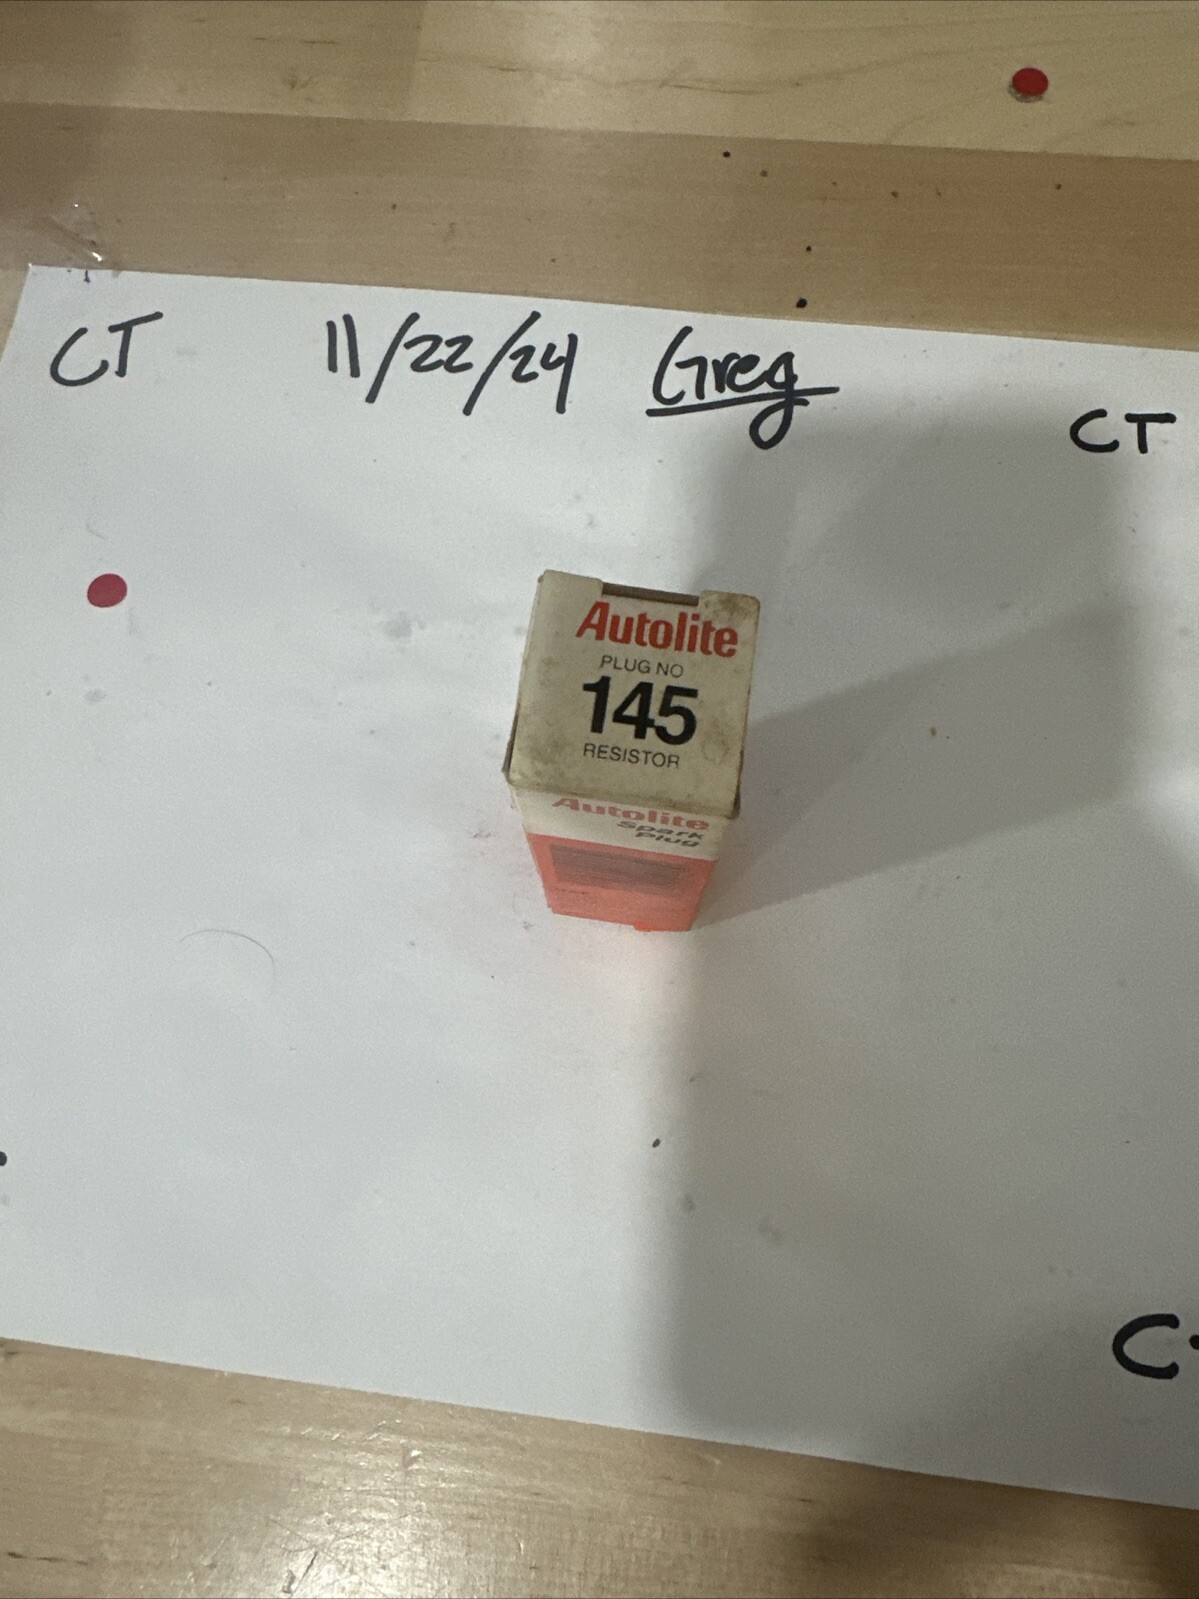 CT 11/22/24 Greg
CT
Autolite
PLUG NO
145
RESISTOR
Autolite
Spark
Plug